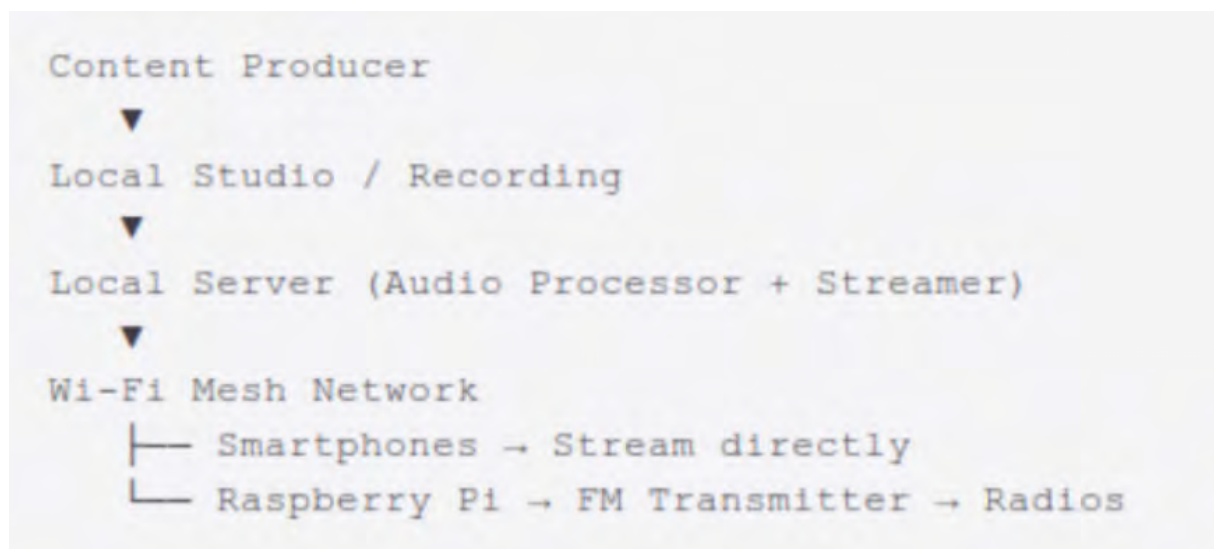 Content Producer
▼
Local Studio / Recording
▼
Local Server (Audio Processor + Streamer)
▼
Wi-Fi Mesh Network
├── Smartphones → Stream directly
└── Raspberry Pi → FM Transmitter → Radios